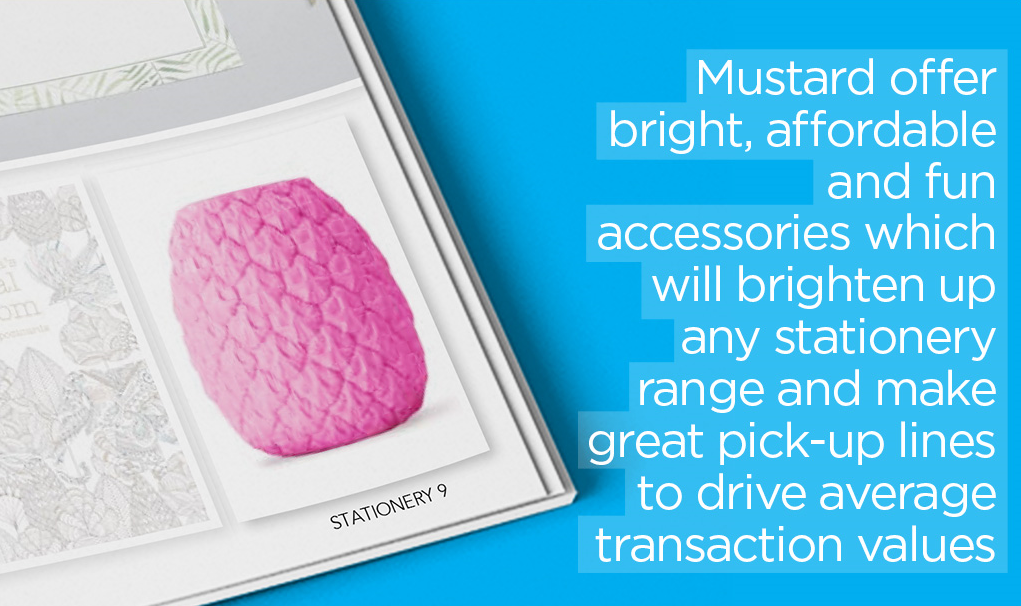 Mustard offer
bright, affordable
and fun
accessories which
will brighten up
any stationery
range and make
great pick-up lines
to drive average
transaction values
STATIONERY 9